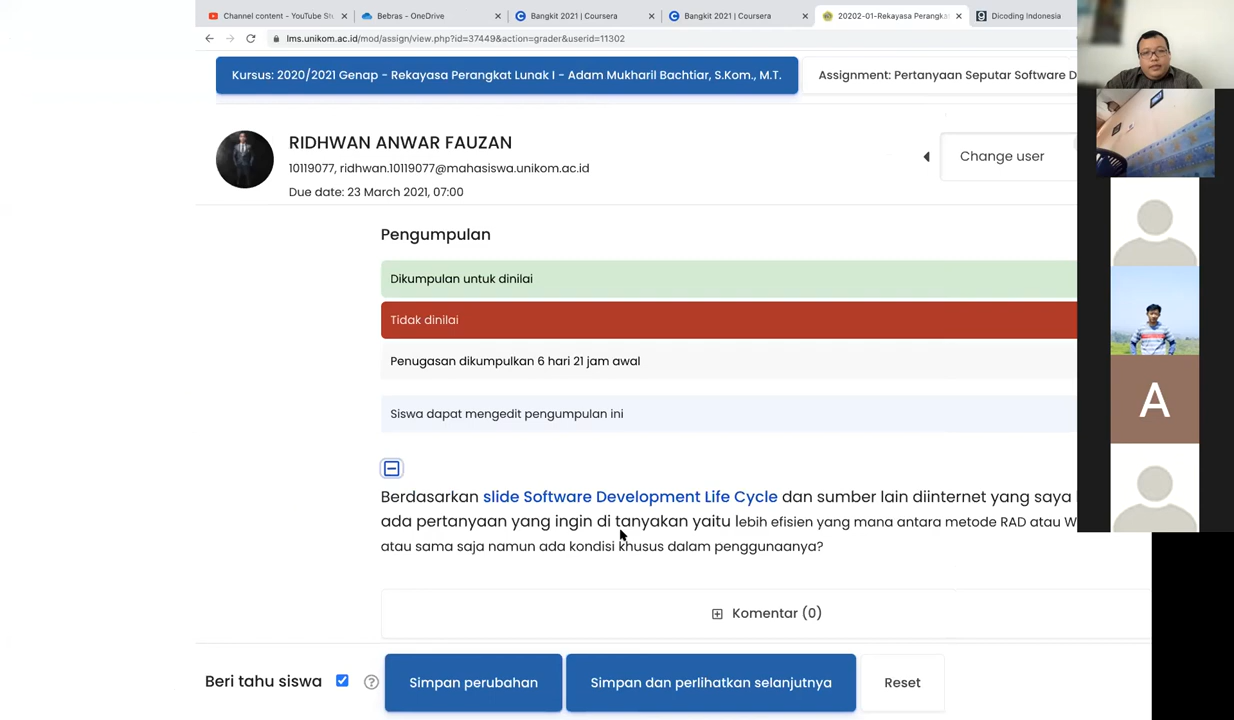 Channel content - YouTube St
Bebras - OneDrive
Bangkit 2021 | Coursera
Bangkit 2021 | Coursera
20202-01-Rekayasa Perangka
Dicoding Indonesia
lms.unikom.ac.id/mod/assign/view.php?id=37449&action=grader&userid=11302
Kursus: 2020/2021 Genap - Rekayasa Perangkat Lunak I - Adam Mukharil Bachtiar, S.Kom., M.T.
Assignment: Pertanyaan Seputar Software D
RIDHWAN ANWAR FAUZAN
10119077, ridhwan.10119077@mahasiswa.unikom.ac.id
Due date: 23 March 2021, 07:00
Change user
Pengumpulan
Dikumpulan untuk dinilai
Tidak dinilai
Penugasan dikumpulkan 6 hari 21 jam awal
Siswa dapat mengedit pengumpulan ini
Berdasarkan slide Software Development Life Cycle dan sumber lain diinternet yang saya
ada pertanyaan yang ingin di tanyakan yaitu lebih efisien yang mana antara metode RAD atau W
atau sama saja namun ada kondisi khusus dalam penggunaanya?
Komentar (0)
Beri tahu siswa
Simpan perubahan
Simpan dan perlihatkan selanjutnya
Reset
A